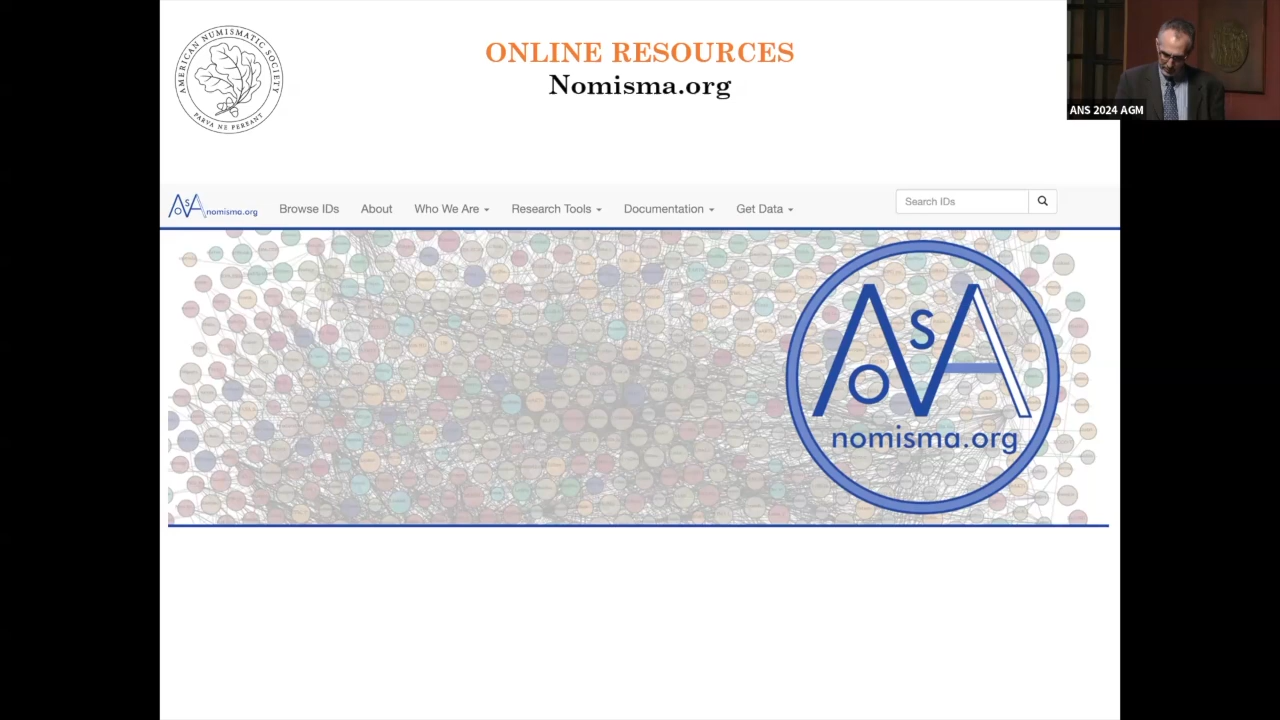 AMERICAN NUMISMATIC SOCIETY
PARVA NE PEREANT
ONLINE RESOURCES
Nomisma.org
ANS 2024 AGM
nomisma.org
Browse IDs
About
Who We Are
Research Tools
Documentation
Get Data
Search IDs
NOMSA
nomisma.org